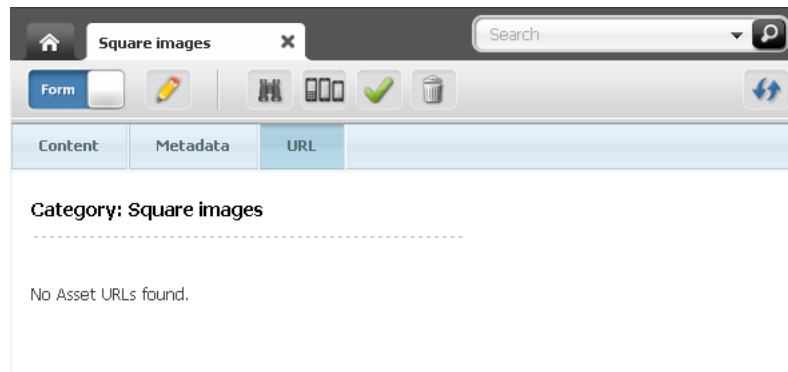 Square images
Search
Form
Content
Metadata
URL
Category: Square images
No Asset URLs found.